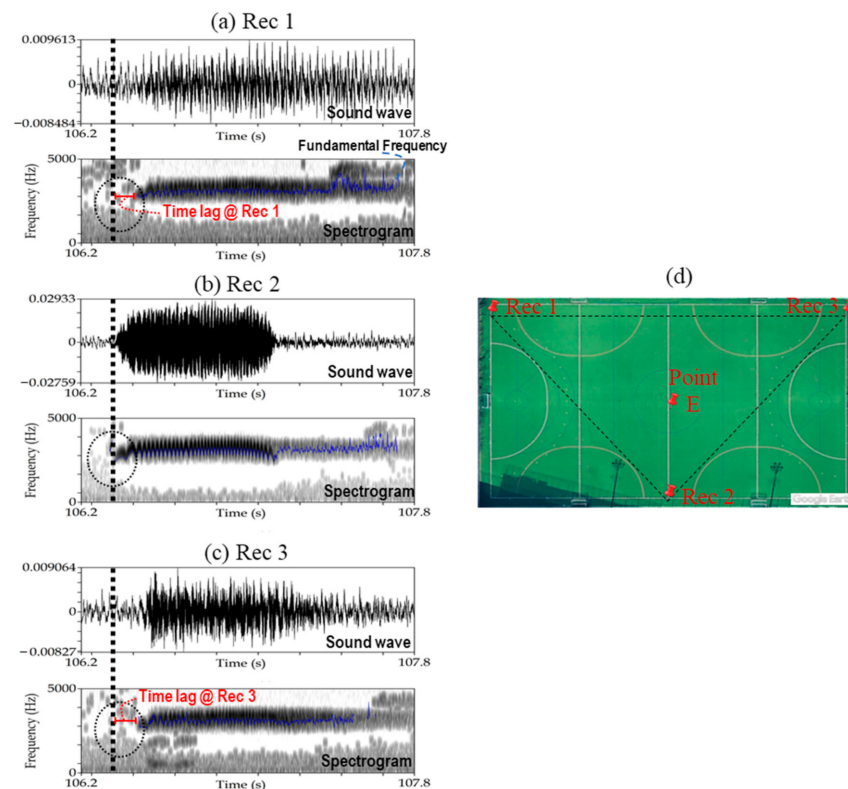 (a) Rec 1
0.009613
0
−0.008484
Sound wave
106.2
Time (s)
107.8
Fundamental Frequency
5000
Frequency (Hz)
Time lag @ Rec 1
0
Spectrogram
106.2
Time (s)
107.8
(b) Rec 2
0.02933
0
−0.02759
Sound wave
106.2
Time (s)
107.8
5000
Frequency (Hz)
0
Spectrogram
106.2
Time (s)
107.8
(c) Rec 3
0.009064
0
−0.00827
Sound wave
106.2
Time (s)
107.8
5000
Time lag @ Rec 3
Frequency (Hz)
0
Spectrogram
106.2
Time (s)
107.8
(d)
Rec 1
Rec 3
Point
E
Rec 2
Google Earth